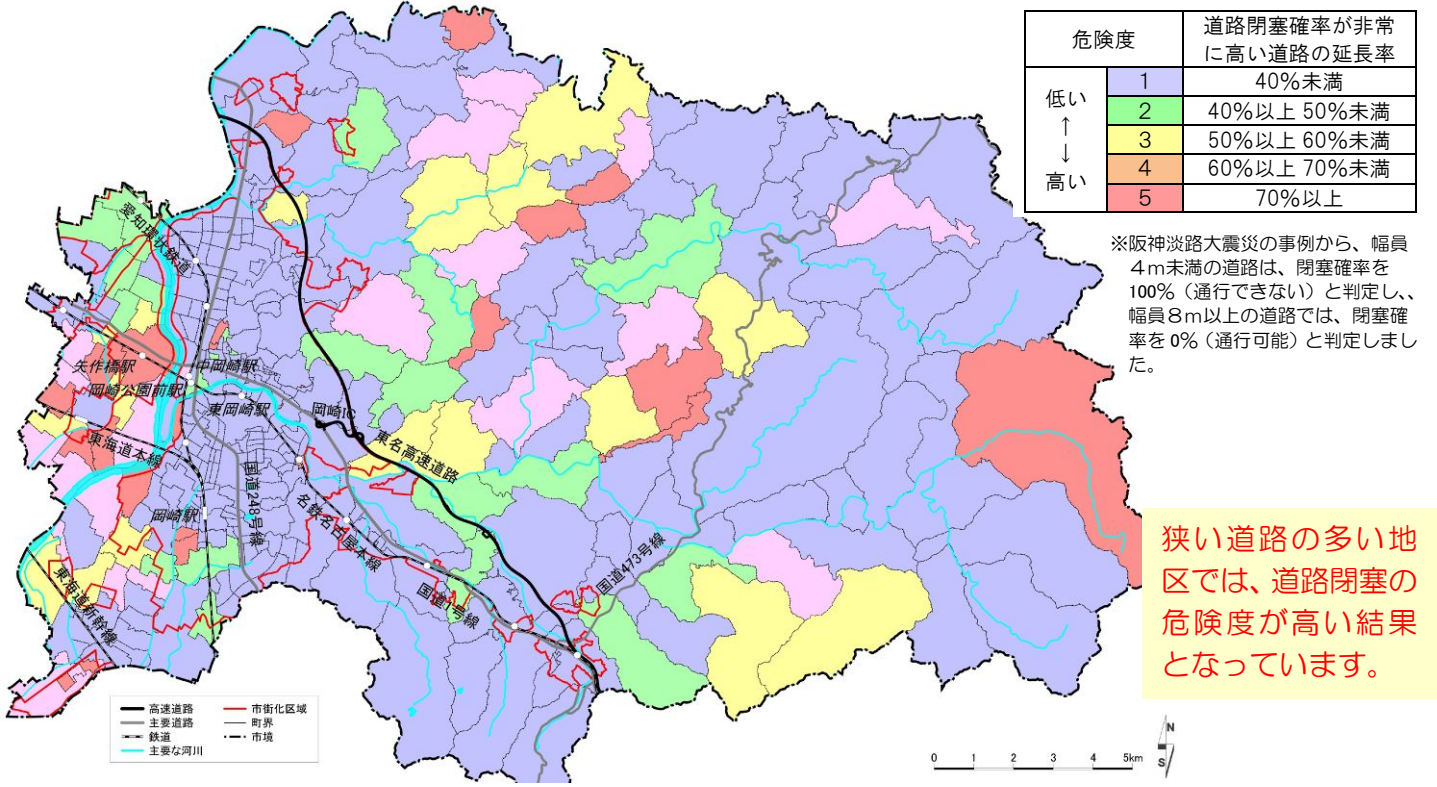 危険度
道路閉塞確率が非常
に高い道路の延長率
低い
↑
↓
高い
1 40%未満
2 40%以上 50%未満
3 50%以上 60%未満
4 60%以上 70%未満
5 70%以上
※阪神淡路大震災の事例から、幅員
4m未満の道路は、閉塞確率を
100%（通行できない）と判定し、、
幅員8m以上の道路では、閉塞確
率を0%（通行可能）と判定しまし
た。
愛知環状鉄道
矢作橋駅
中岡崎駅
岡崎公園前駅
東岡崎駅
岡崎IC
東名高速道路
東海道本線
国道248号線
岡崎駅
名鉄名古屋本線
国道473号線
国道1号線
東海道新幹線
狭い道路の多い地
区では、道路閉塞の
危険度が高い結果
となっています。
高速道路 市街化区域
主要道路 町界
鉄道 市境
主要な河川
0 1 2 3 4 5km
N
S